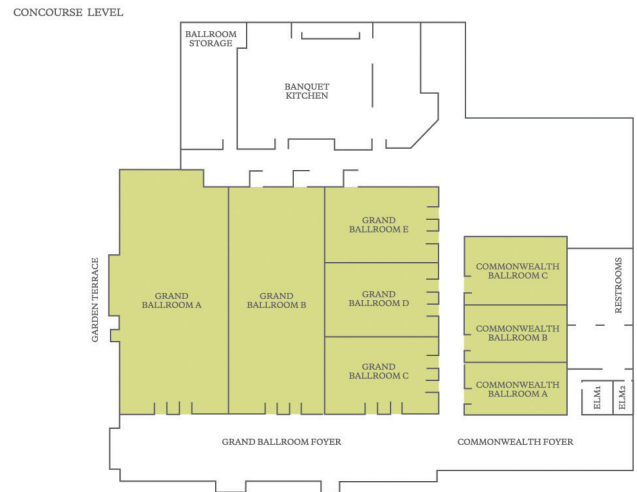 CONCOURSE LEVEL
BALLROOM
STORAGE
BANQUET
KITCHEN
GRAND
BALLROOM E
COMMONWEALTH
BALLROOM C
RESTROOMS
GARDEN TERRACE
GRAND
BALLROOM A
GRAND
BALLROOM B
GRAND
BALLROOM D
COMMONWEALTH
BALLROOM B
GRAND
BALLROOM C
COMMONWEALTH
BALLROOM A
ELM1
ELM2
GRAND BALLROOM FOYER
COMMONWEALTH FOYER